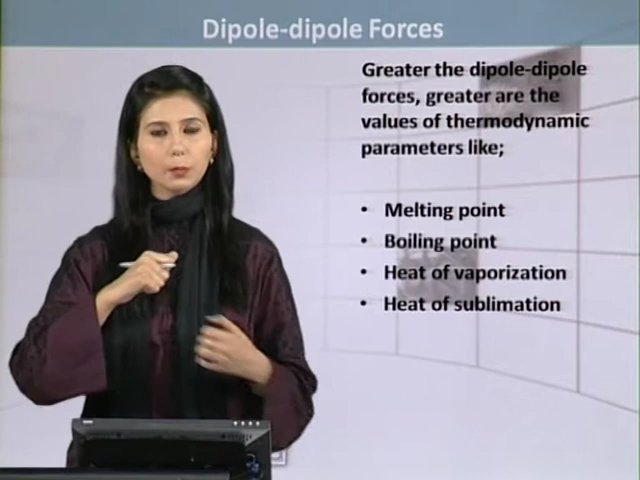 Dipole-dipole Forces
Greater the dipole-dipole
forces, greater are the
values of thermodynamic
parameters like;
• Melting point
• Boiling point
• Heat of vaporization
• Heat of sublimation